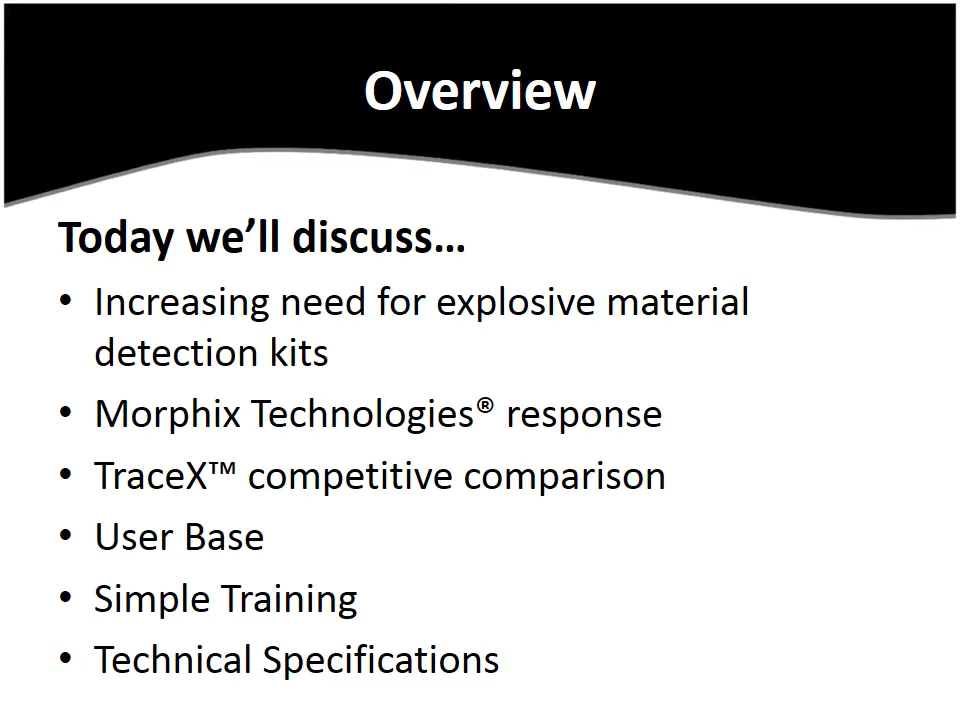 Overview
Today we’ll discuss…
• Increasing need for explosive material
detection kits
• Morphix Technologies® response
• TraceX™ competitive comparison
• User Base
• Simple Training
• Technical Specifications